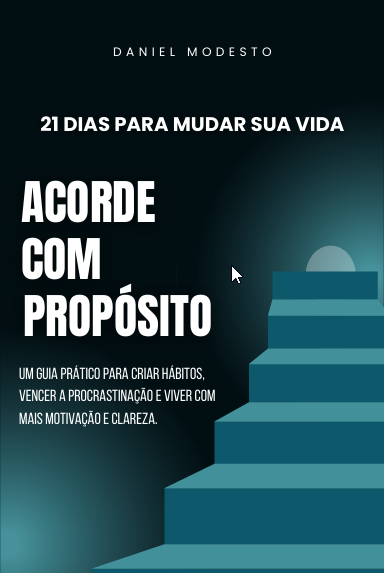 DANIEL MODESTO
21 DIAS PARA MUDAR SUA VIDA
ACORDE
COM
PROPÓSITO
UM GUIA PRÁTICO PARA CRIAR HÁBITOS,
VENCER A PROCRASTINAÇÃO E VIVER COM
MAIS MOTIVAÇÃO E CLAREZA.